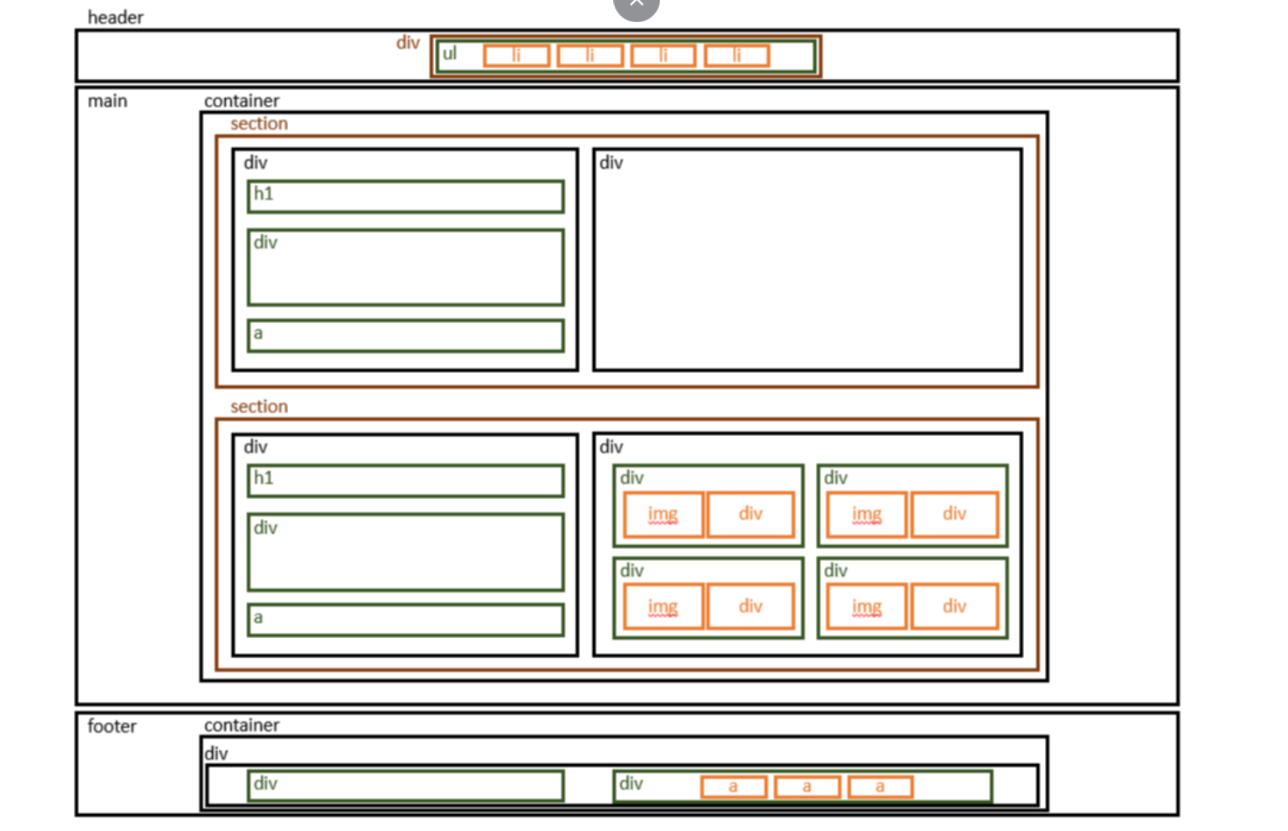 header
div
ul li li li li
main container
section
div div
h1
div
a
section
div div
h1 div div
img div img div
div
div div
img div img div
a
footer container
div
div div a a a